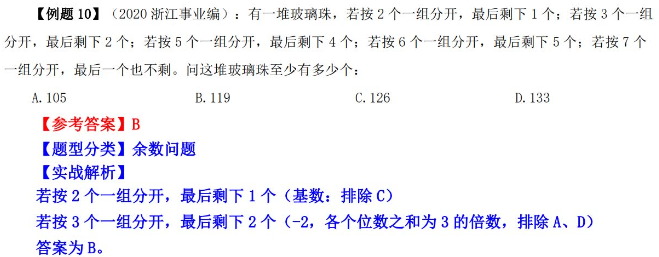 【例题 10】（2020 浙江事业编）：有一堆玻璃珠，若按 2 个一组分开，最后剩下 1 个；若按 3 个一组
分开，最后剩下 2 个；若按 5 个一组分开，最后剩下 4 个；若按 6 个一组分开，最后剩下 5 个；若按 7 个
一组分开，最后一个也不剩。问这堆玻璃珠至少有多少个：
A. 105 B. 119 C. 126 D. 133
【参考答案】B
【题型分类】余数问题
【实战解析】
若按 2 个一组分开，最后剩下 1 个（基数：排除 C）
若按 3 个一组分开，最后剩下 2 个（-2，各个位数之和为 3 的倍数，排除 A、D）
答案为 B。